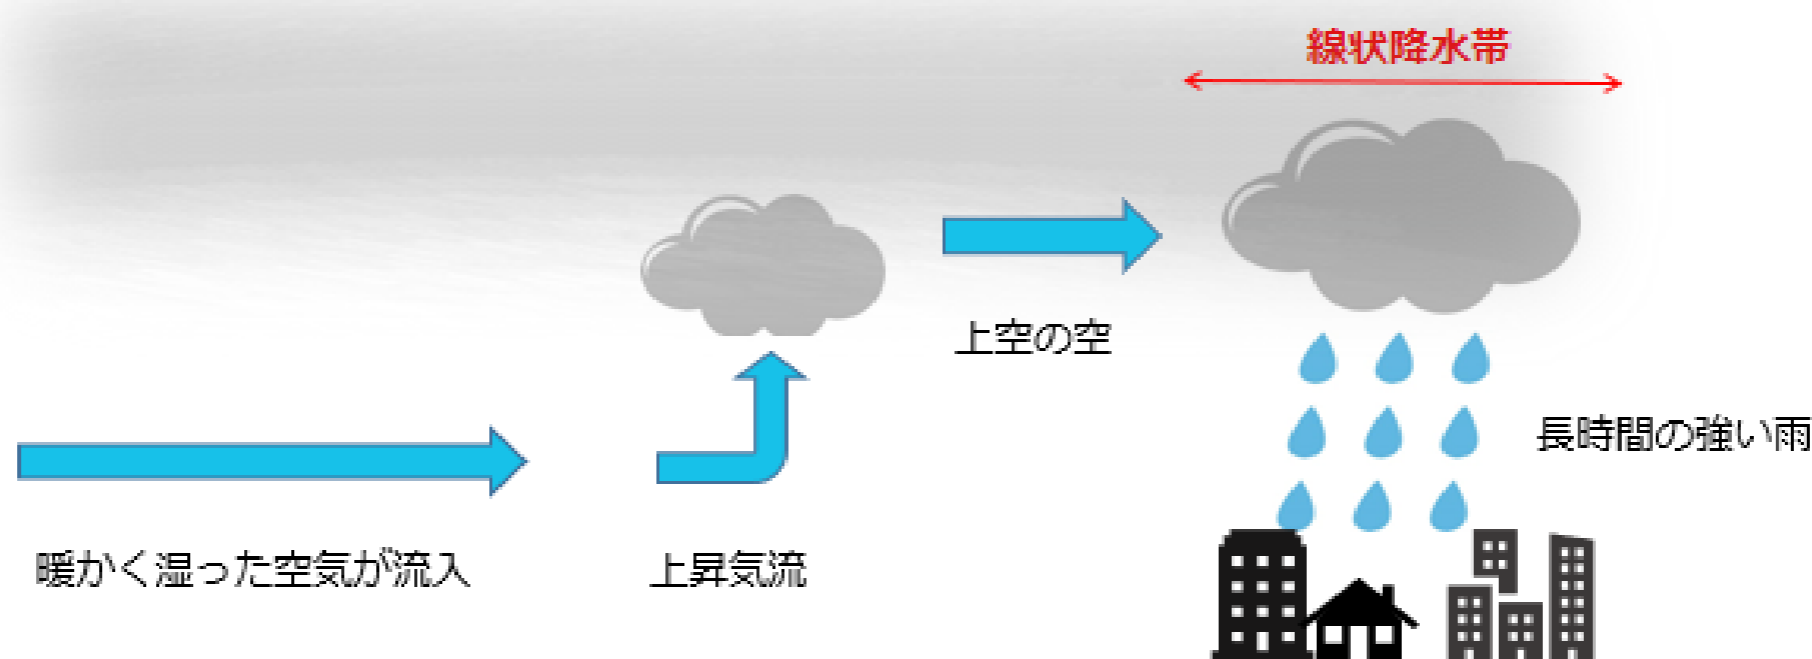 線状降水帯
上空の空
長時間の強い雨
暖かく湿った空気が流入
上昇気流